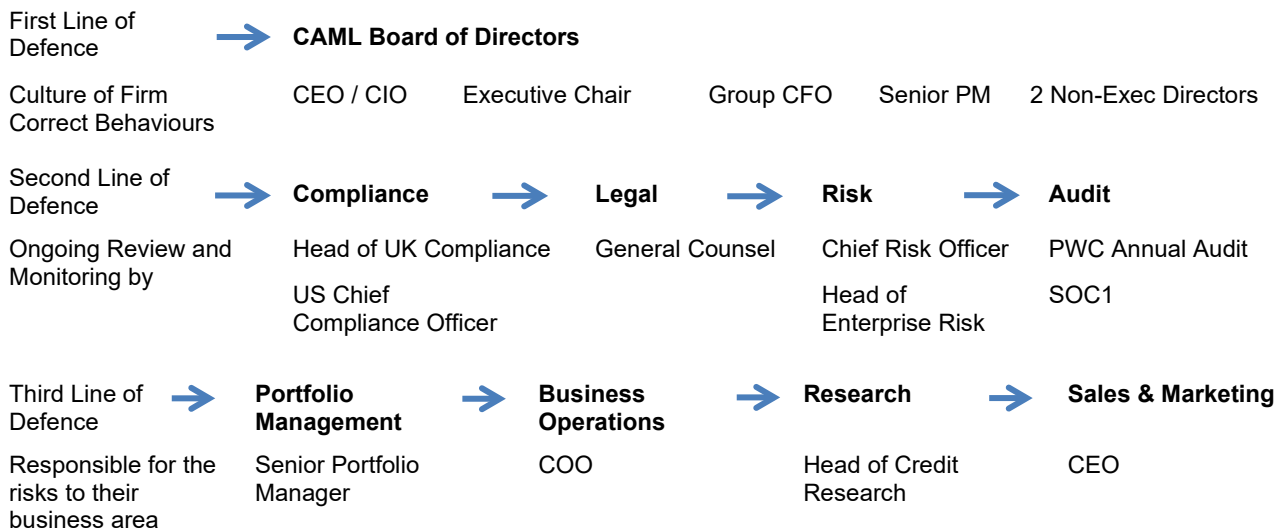 First Line of
Defence
CAML Board of Directors
Culture of Firm
Correct Behaviours
CEO / CIO Executive Chair Group CFO Senior PM 2 Non-Exec Directors
Second Line of
Defence
Compliance Legal Risk Audit
Ongoing Review and
Monitoring by
Head of UK Compliance General Counsel Chief Risk Officer PWC Annual Audit
US Chief
Compliance Officer
Head of
Enterprise Risk
SOC1
Third Line of
Defence
Portfolio
Management
Business
Operations
Research Sales & Marketing
Responsible for the
risks to their
business area
Senior Portfolio
Manager
COO
Head of Credit
Research
CEO